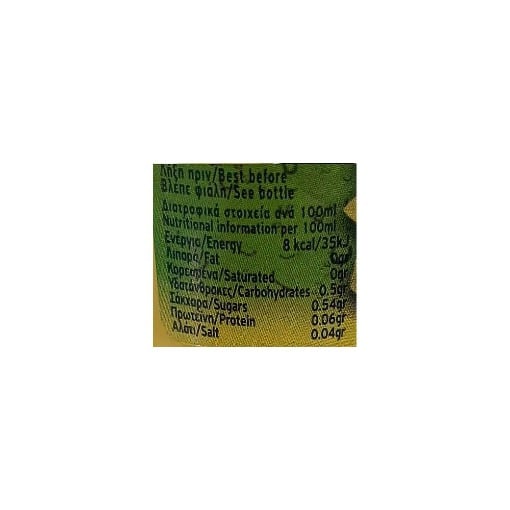 Λήξη πριν/Best before
Βλέπε φιάλη/See bottle
Διατροφικά στοιχεία ανά 100ml
Nutritional information per 100ml
Ενέργεια/Energy 8 kcal/35kJ
Λιπαρά/Fat 0gr
Κορεσμένα/Saturated 0gr
Υδατάνθρακες/Carbohydrates 0.5gr
Σάκχαρα/Sugars 0.54gr
Πρωτεΐνη/Protein 0.06gr
Αλάτι/Salt 0.04gr